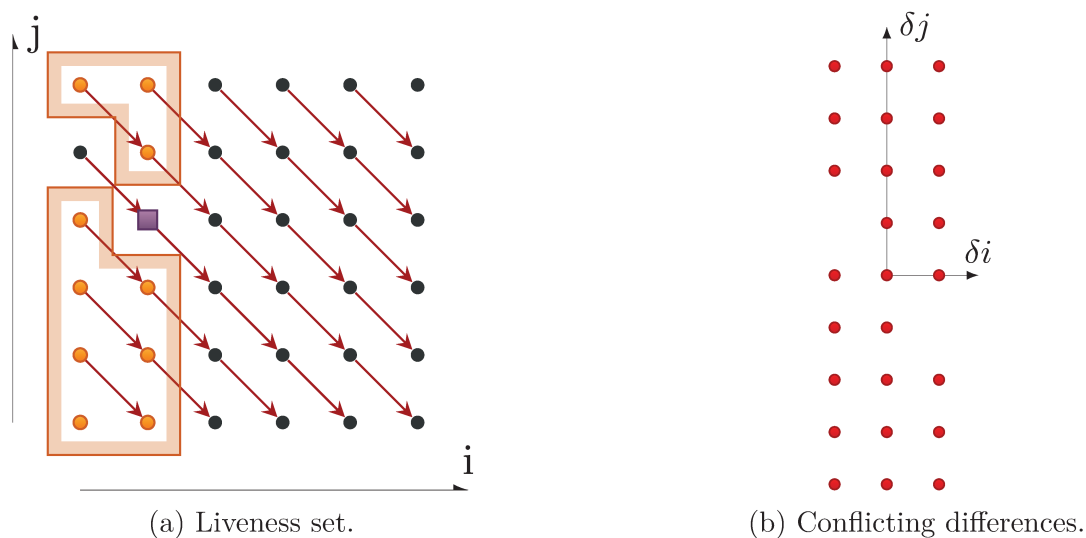 j
i
(a) Liveness set.
δj
δi
(b) Conflicting differences.